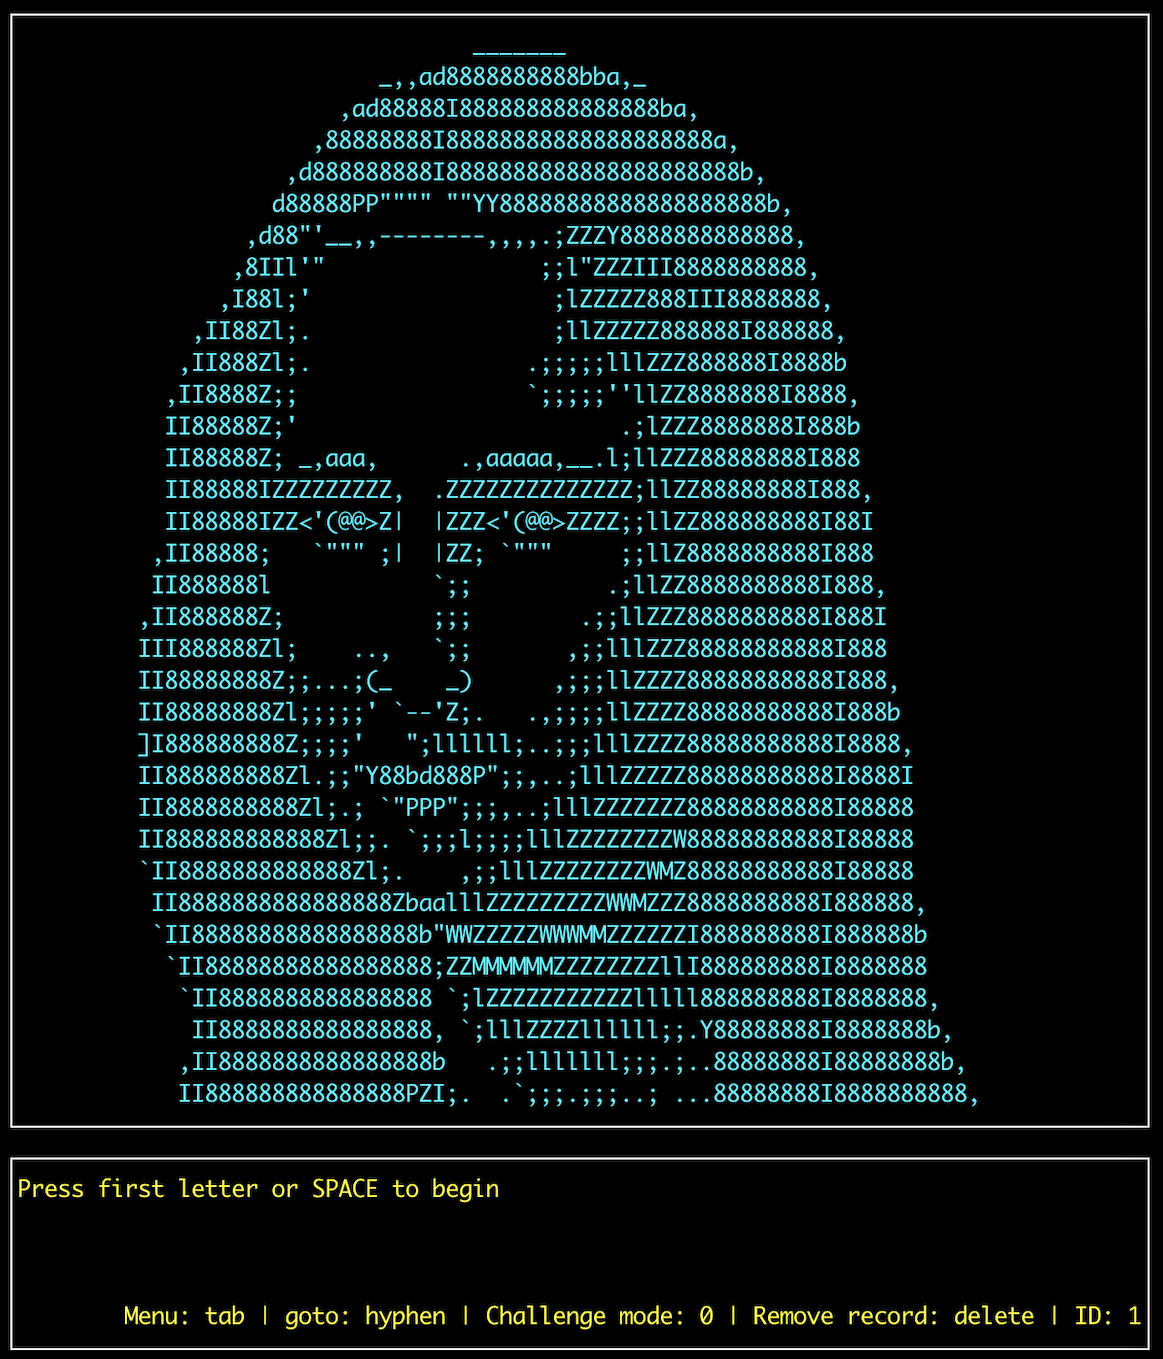 _______
_,,ad8888888888bba,_
,ad88888I888888888888888ba,
,88888888I88888888888888888888a,
,d888888888I8888888888888888888888b,
d88888PP"""" ""YY88888888888888888888b,
,d88"'__,,--------,,,,.;ZZZY8888888888888,
,8IIl'"                ;;l"ZZZIII8888888888,
,I88l;'                  ;lZZZZZ888III8888888,
,II88Zl;.                  ;llZZZZZ888888I888888,
,II888Zl;.                .;;;;;lllZZZ888888I8888b
,II8888Z;;                 `;;;;;''llZZ8888888I8888,
II88888Z;'                        .;lZZZ8888888I888b
II88888Z; _,aaa,      .,aaaaa,__.l;llZZZ88888888I888
II88888IZZZZZZZZZ,  .ZZZZZZZZZZZZZZ;llZZ88888888I888,
II88888IZZ<'(@@>Z|  |ZZZ<'(@@>ZZZZ;;llZZ888888888I88I
,II88888;   `""" ;|  |ZZ; `"""     ;;llZ8888888888I888
II888888l            `;;          .;llZZ8888888888I888,
,II888888Z;           ;;;        .;;llZZZ8888888888I888I
III888888Zl;    ..,   `;;       ,;;lllZZZ88888888888I888
II88888888Z;;...;(_    _)      ,;;;llZZZZ88888888888I888,
II88888888Zl;;;;;' `--'Z;.   .,;;;;llZZZZ88888888888I888b
]I888888888Z;;;;'   ";llllll;..;;;lllZZZZ88888888888I8888,
II888888888Zl.;;"Y88bd888P";;,..;lllZZZZZ88888888888I8888I
II8888888888Zl;.; `"PPP";;;,..;lllZZZZZZZ88888888888I88888
II888888888888Zl;;. `;;;l;;;;lllZZZZZZZZW88888888888I88888
`II8888888888888Zl;.    ,;;lllZZZZZZZZWMZ88888888888I88888
II8888888888888888ZbaalllZZZZZZZZZWWMZZZ8888888888I888888,
`II88888888888888888b"WWZZZZZWWWMMZZZZZZI888888888I888888b
`II88888888888888888;ZZMMMMMMZZZZZZZZllI888888888I8888888
`II8888888888888888 `;lZZZZZZZZZZZlllll888888888I8888888,
II8888888888888888, `;lllZZZZllllll;;.Y88888888I8888888b,
,II8888888888888888b   .;;lllllll;;;.;..88888888I88888888b,
II888888888888888PZI;.  .`;;;.;;;..; ...88888888I8888888888,
Press first letter or SPACE to begin
Menu: tab | goto: hyphen | Challenge mode: 0 | Remove record: delete | ID: 1